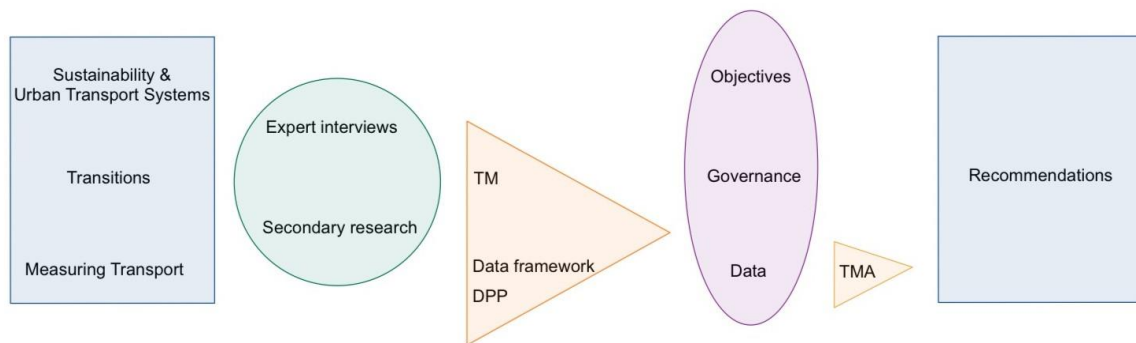 Sustainability &
Urban Transport Systems
Transitions
Measuring Transport
Expert interviews
Secondary research
TM
Data framework
DPP
Objectives
Governance
Data
TMA
Recommendations